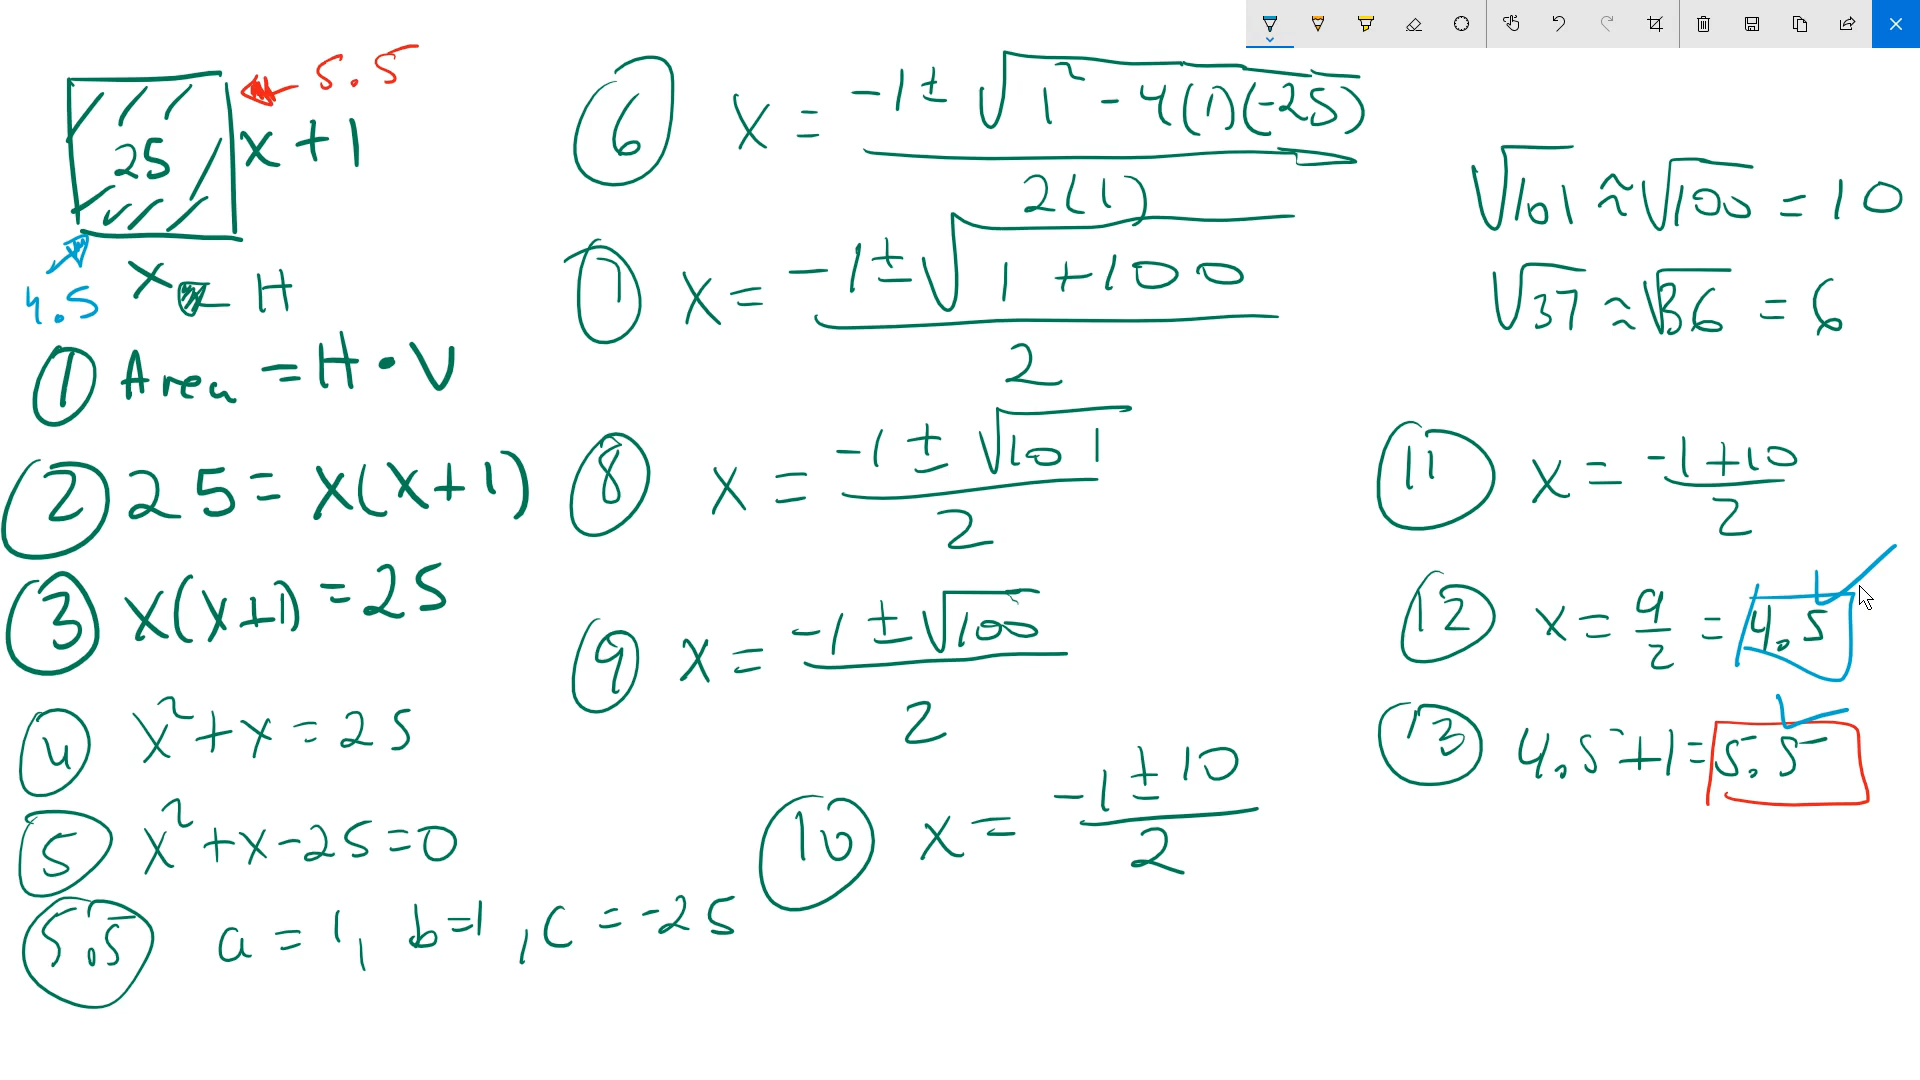 5.5
25
x+1
4.5
x
H
① Area = H · V
② 25 = x(x+1)
③ x(x+1) = 25
④ x² + x = 25
⑤ x² + x - 25 = 0
5.5 a = 1, b = 1, c = -25
⑥ x = (-1 ± √(1² - 4(1)(-25))) / 2(1)
⑦ x = (-1 ± √(1 + 100)) / 2
⑧ x = (-1 ± √101) / 2
⑨ x = (-1 ± √100) / 2
⑩ x = (-1 ± 10) / 2
√101 ≈ √100 = 10
√37 ≈ √36 = 6
⑪ x = (-1 + 10) / 2
⑫ x = 9/2 = 4.5
⑬ 4.5 + 1 = 5.5